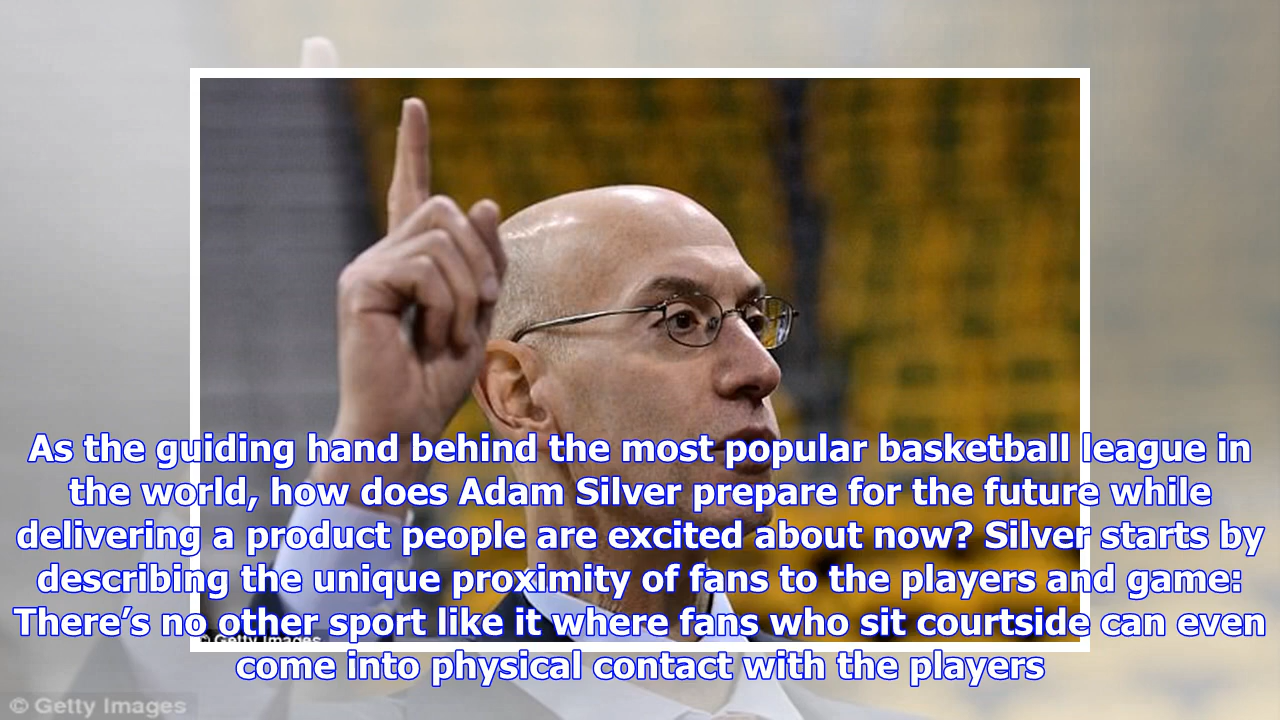 As the guiding hand behind the most popular basketball league in
the world, how does Adam Silver prepare for the future while
delivering a product people are excited about now? Silver starts by
describing the unique proximity of fans to the players and game:
There’s no other sport like it where fans who sit courtside can even
© Getty Images
come into physical contact with the players
© Getty Images